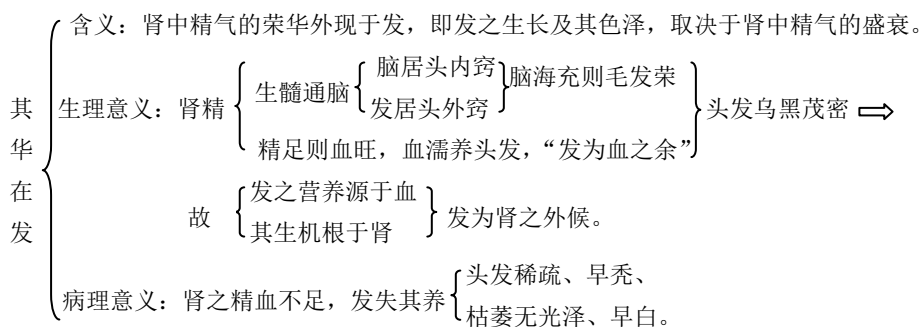 其华在发
含义：肾中精气的荣华外现于发，即发之生长及其色泽，取决于肾中精气的盛衰。
生理意义：肾精
生髓通脑
脑居头内窍
发居头外窍
脑海充则毛发荣
精足则血旺，血濡养头发，“发为血之余”
头发乌黑茂密 ⇨
故
发之营养源于血
其生机根于肾
发为肾之外候。
病理意义：肾之精血不足，发失其养
头发稀疏、早秃、
枯萎无光泽、早白。